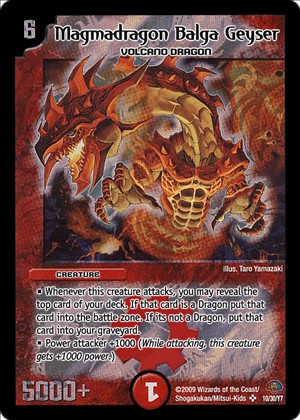 6 Magmadragon Balga Geyser
VOLCANO DRAGON
illus. Taro Yamazaki
CREATURE
▪ Whenever this creature attacks, you may reveal the
top card of your deck. If that card is a Dragon put that
card into the battle zone. If its not a Dragon, put that
card into your graveyard.
▪ Power attacker +1000 (While attacking, this creature
gets +1000 power.)
5000+
1
©2009 Wizards of the Coast/
Shogakukan/Mitsui-Kids 10/30/Y7